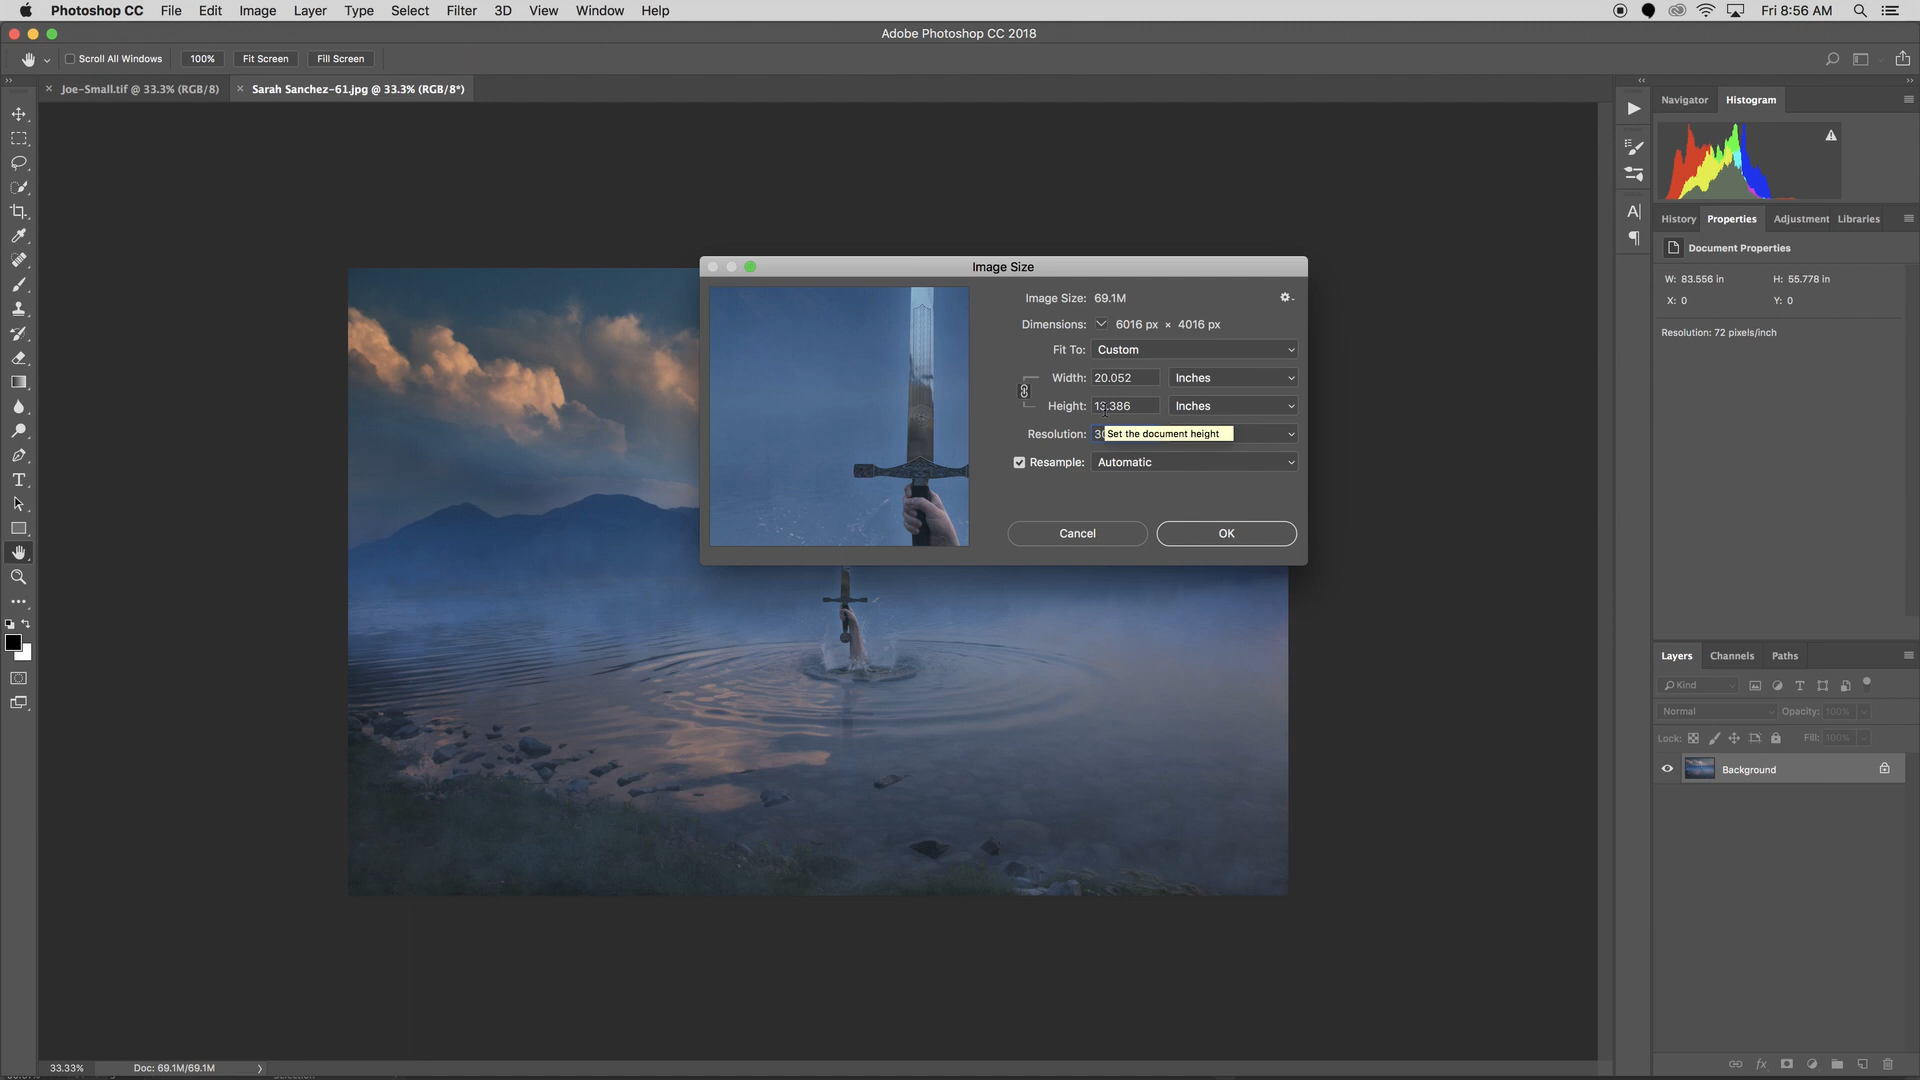 Photoshop CC File Edit Image Layer Type Select Filter 3D View Window Help Fri 8:56 AM
Adobe Photoshop CC 2018
Scroll All Windows 100% Fit Screen Fill Screen
Joe-Small.tif @ 33.3% (RGB/8) Sarah Sanchez-61.jpg @ 33.3% (RGB/8*)
Navigator Histogram
History Properties Adjustment Libraries
Document Properties
W: 83.556 in H: 55.778 in
X: 0 Y: 0
Resolution: 72 pixels/inch
Image Size
Image Size: 69.1M
Dimensions: 6016 px × 4016 px
Fit To: Custom
Width: 20.052 Inches
Height: 13.386 Inches
Resolution: 30
Set the document height
Resample: Automatic
Cancel OK
Layers Channels Paths
Kind
Normal Opacity: 100%
Lock: Fill: 100%
Background
33.33% Doc: 69.1M/69.1M